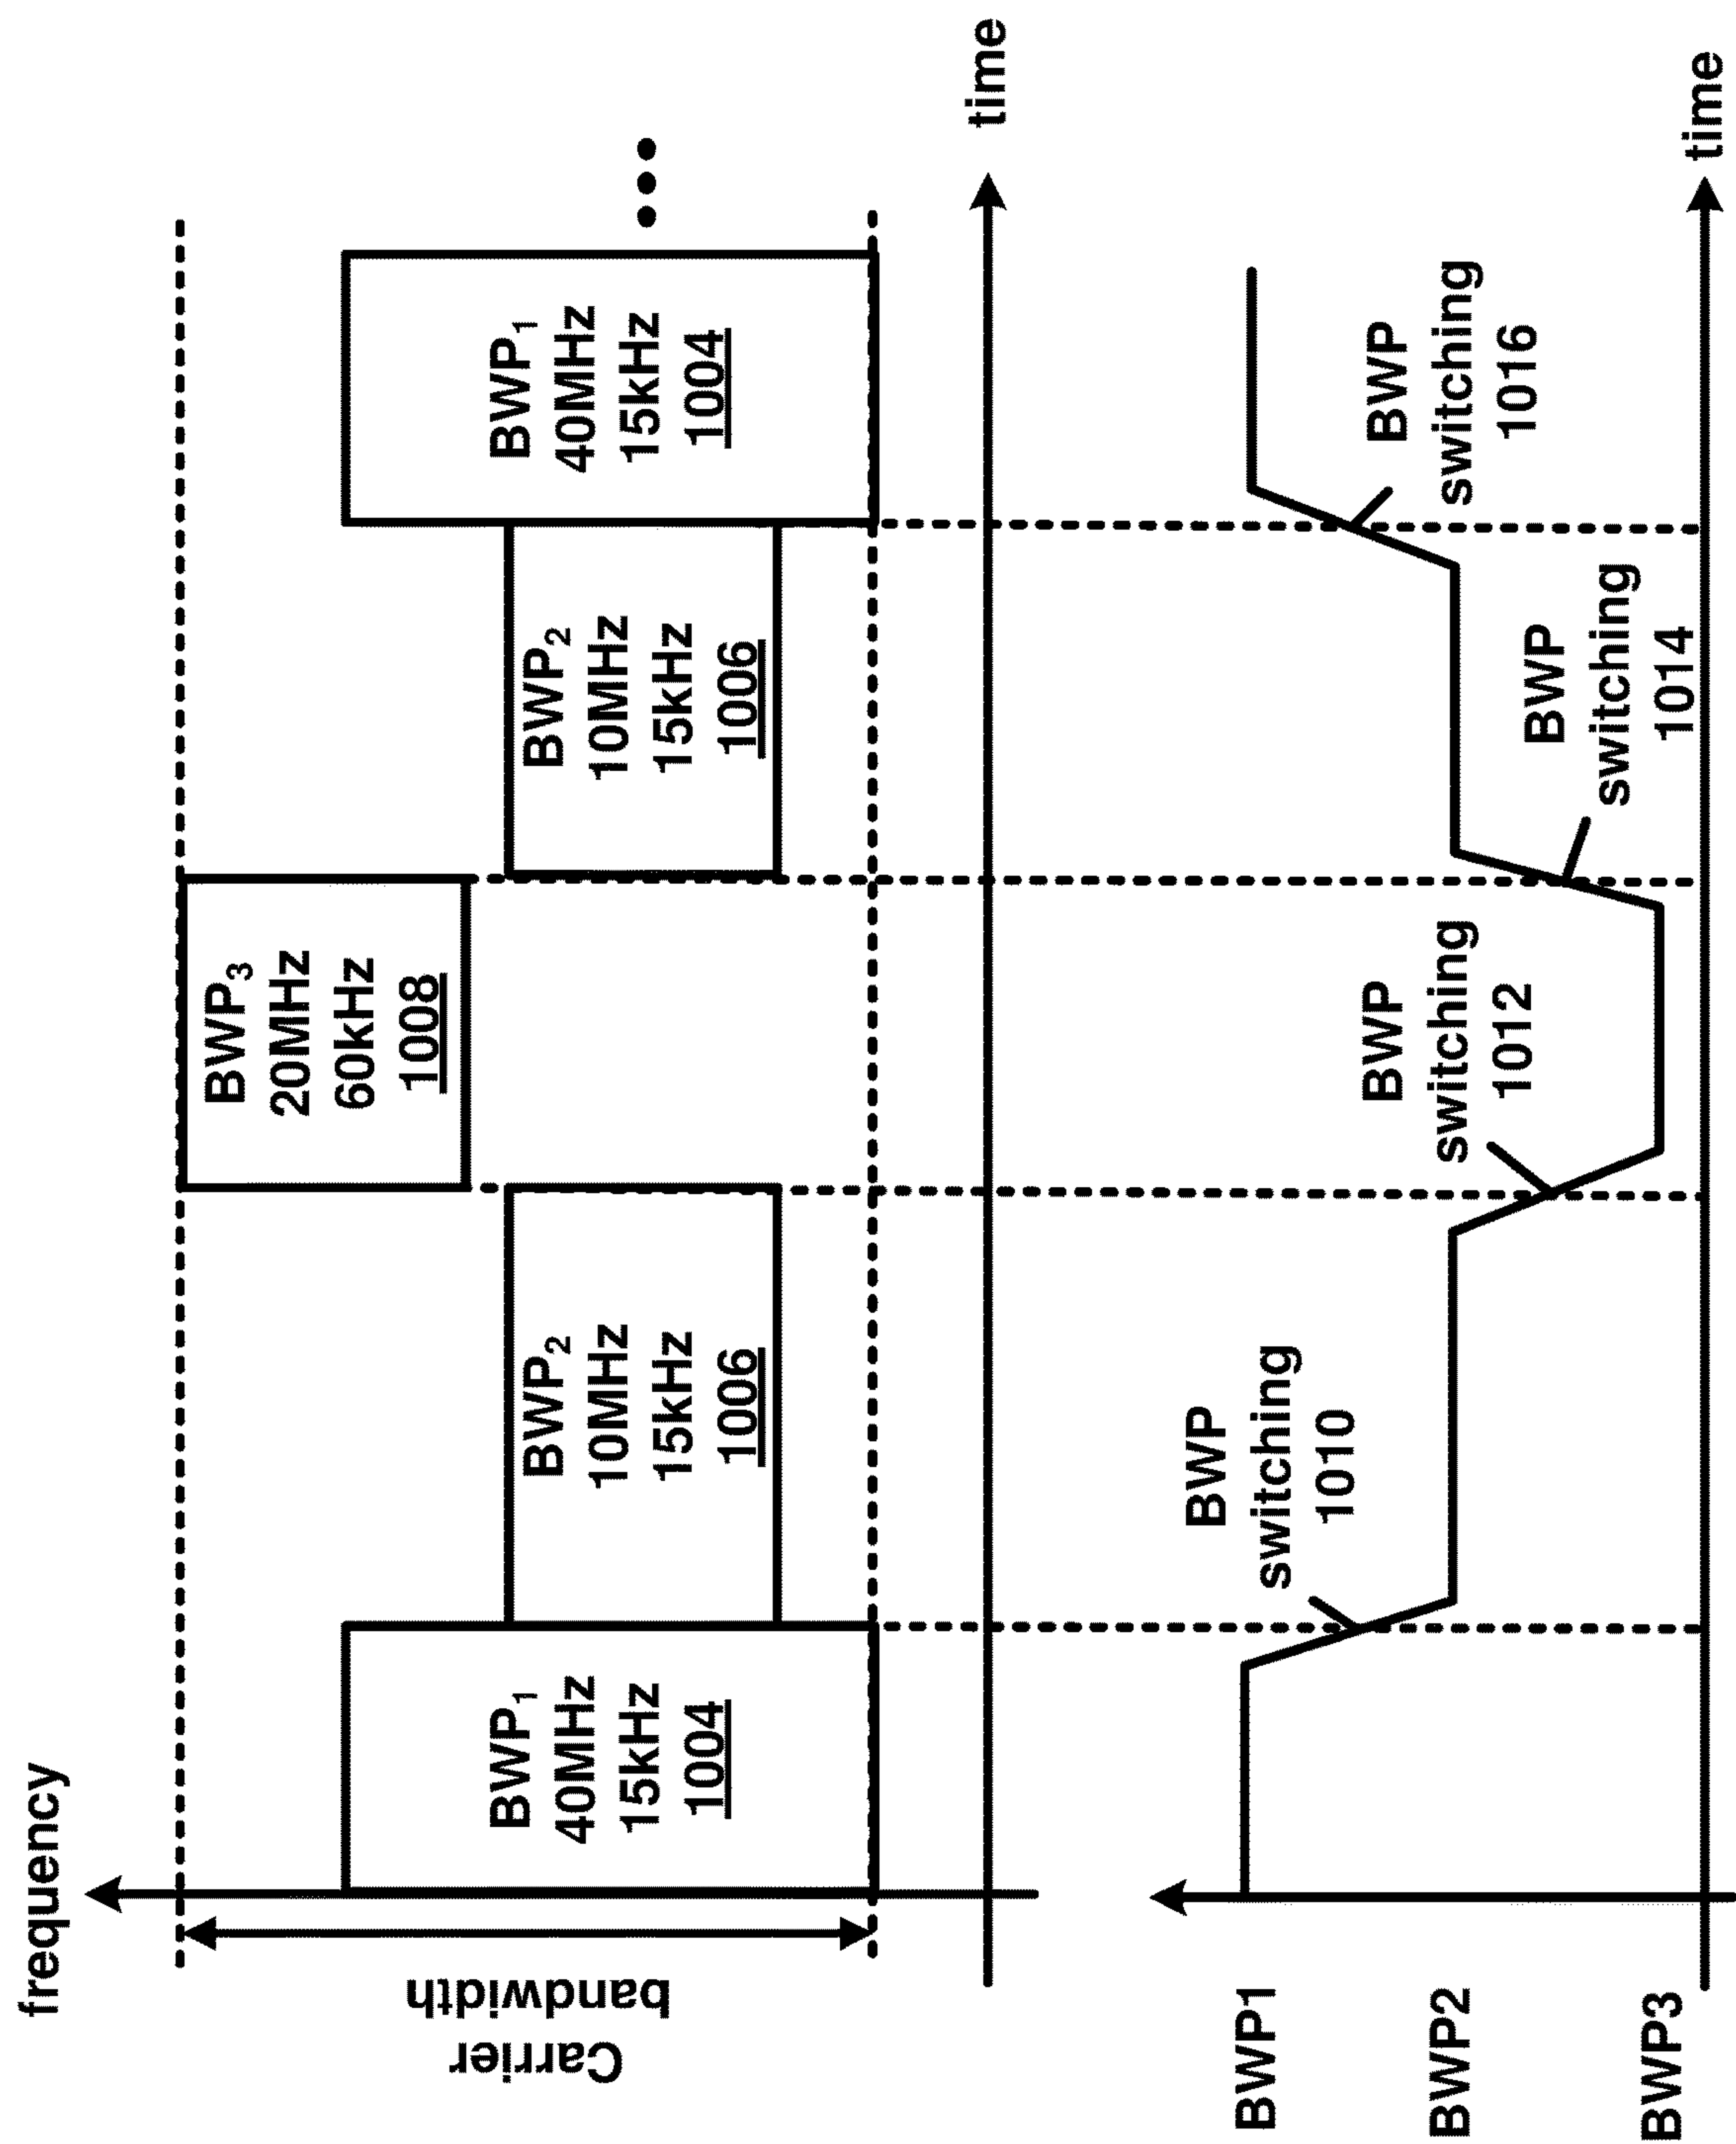 frequency
Carrier
bandwidth
BWP1
40MHz
15kHz
1004
BWP2
10MHz
15kHz
1006
BWP3
20MHz
60kHz
1008
BWP2
10MHz
15kHz
1006
BWP1
40MHz
15kHz
1004
time
BWP1
BWP2
BWP3
BWP
switching
1010
BWP
switching
1012
BWP
switching
1014
BWP
switching
1016
time